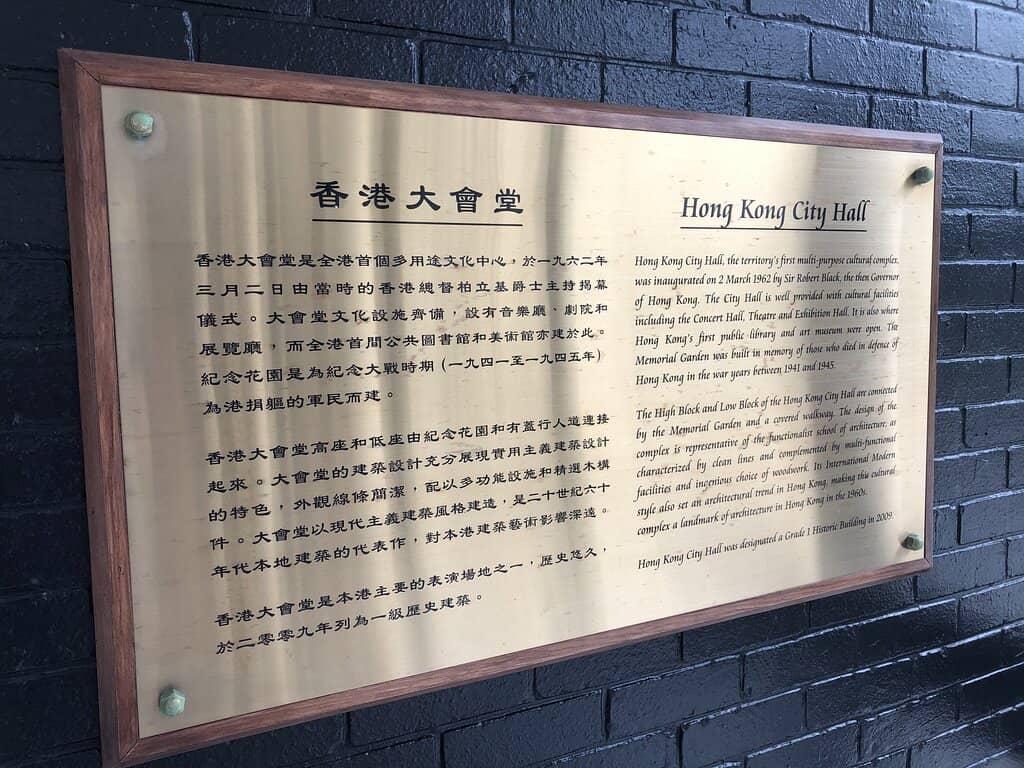 香港大會堂
香港大會堂是全港首個多用途文化中心，於一九六二年
三月二日由當時的香港總督柏立基爵士主持揭幕
儀式。大會堂文化設施齊備，設有音樂廳、劇院和
展覽廳，而全港首間公共圖書館和美術館亦建於此。
紀念花園是為紀念大戰時期(一九四一至一九四五年)
為港捐軀的軍民而建。
香港大會堂高座和低座由紀念花園和有蓋行人道連接
起來。大會堂的建築設計充分展現實用主義建築設計
的特色，外觀線條簡潔，配以多功能設施和精選木構
件。大會堂以現代主義建築風格建造，是二十世紀六十
年代本地建築的代表作，對本港建築藝術影響深遠。
香港大會堂是本港主要的表演場地之一，歷史悠久，
於二零零九年列為一級歷史建築。
Hong Kong City Hall
Hong Kong City Hall, the territory's first multi-purpose cultural complex,
was inaugurated on 2 March 1962 by Sir Robert Black, the then Governor
of Hong Kong. The City Hall is well provided with cultural facilities
including the Concert Hall, Theatre and Exhibition Hall. It is also where
Hong Kong's first public library and art museum were open. The
Memorial Garden was built in memory of those who died in defence of
Hong Kong in the war years between 1941 and 1945.
The High Block and Low Block of the Hong Kong City Hall are connected
by the Memorial Garden and a covered walkway. The design of the
complex is representative of the functionalist school of architecture, as
characterized by clean lines and complemented by multi-functional
facilities and ingenious choice of woodwork. Its International Modern
style also set an architectural trend in Hong Kong, making this cultural
complex a landmark of architecture in Hong Kong in the 1960s.
Hong Kong City Hall was designated a Grade 1 Historic Building in 2009.